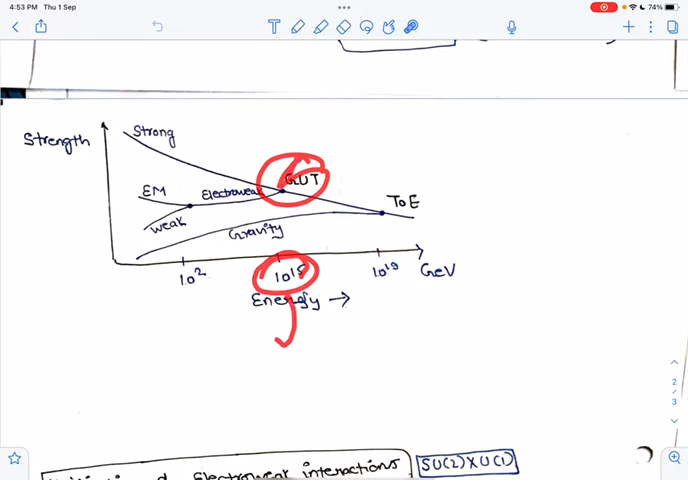 4:53 PM Thu 1 Sep
74%
Strength
Strong
EM
Electroweak
GUT
weak
Gravity
ToE
10²
10¹⁵
10¹⁹
GeV
Energy →
2
/
3
Electroweak interactions
SU(2)XU(1)